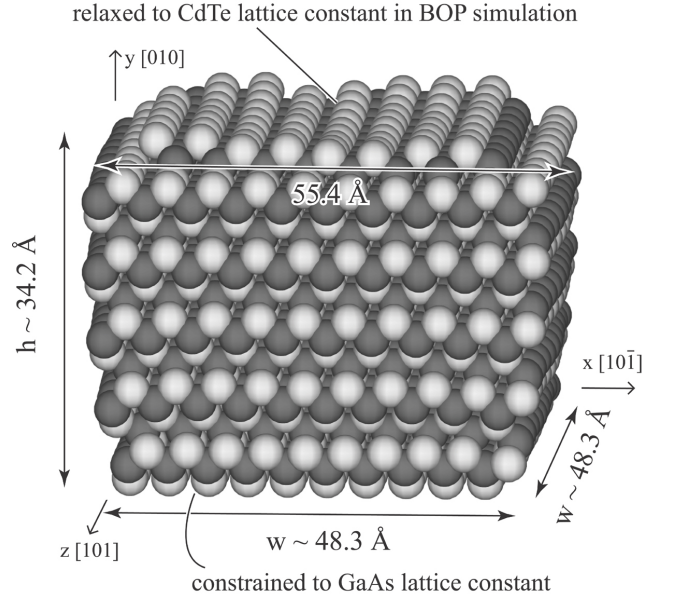 relaxed to CdTe lattice constant in BOP simulation
y [010]
55.4 Å
h ~ 34.2 Å
x [101̄]
w ~ 48.3 Å
z [101]
w ~ 48.3 Å
constrained to GaAs lattice constant